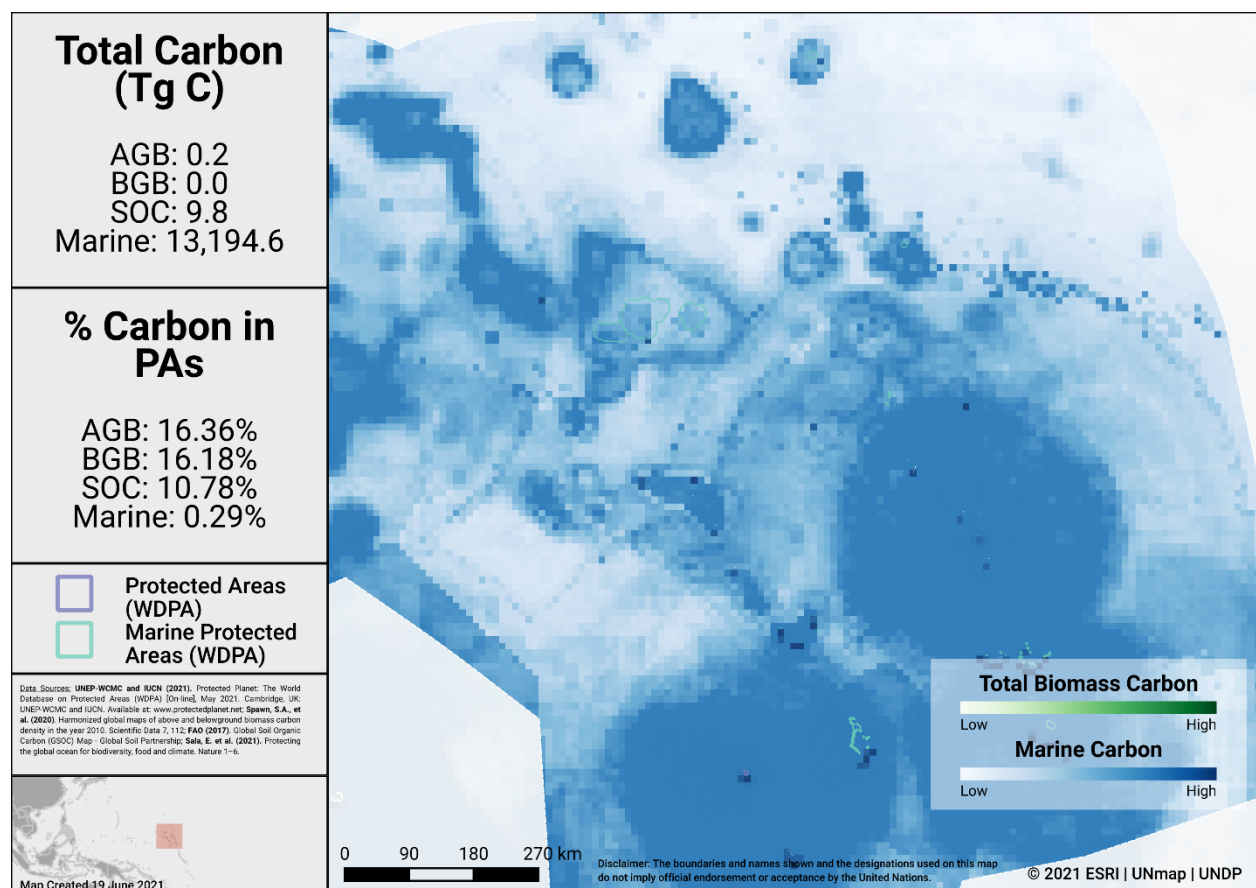 Total Carbon
(Tg C)
AGB: 0.2
BGB: 0.0
SOC: 9.8
Marine: 13,194.6
% Carbon in
PAs
AGB: 16.36%
BGB: 16.18%
SOC: 10.78%
Marine: 0.29%
Protected Areas
(WDPA)
Marine Protected
Areas (WDPA)
Data Sources: UNEP-WCMC and IUCN (2021). Protected Planet: The World
Database on Protected Areas (WDPA) [On-line], May 2021. Cambridge, UK:
UNEP-WCMC and IUCN. Available at: www.protectedplanet.net; Spawn, S.A., et
al. (2020). Harmonized global maps of above and belowground biomass carbon
density in the year 2010. Scientific Data 7, 112; FAO (2017). Global Soil Organic
Carbon (GSOC) Map - Global Soil Partnership; Sala, E. et al. (2021). Protecting
the global ocean for biodiversity, food and climate. Nature 1–6.
Map Created 19 June 2021.
Total Biomass Carbon
Low High
Marine Carbon
Low High
0 90 180 270 km
Disclaimer: The boundaries and names shown and the designations used on this map
do not imply official endorsement or acceptance by the United Nations.
© 2021 ESRI | UNmap | UNDP